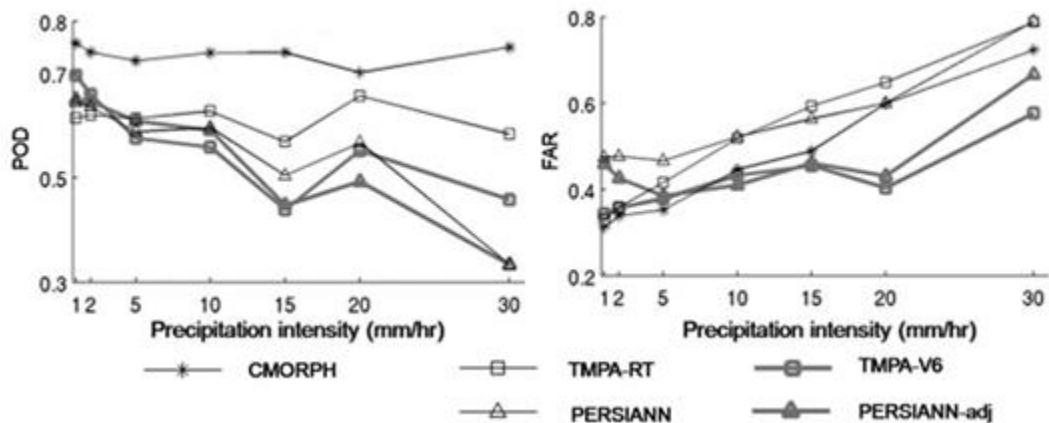 0.8
0.7
0.5
0.3
POD
1 2 5 10 15 20 30
Precipitation intensity (mm/hr)
0.8
0.6
0.4
0.2
FAR
1 2 5 10 15 20 30
Precipitation intensity (mm/hr)
CMORPH TMPA-RT TMPA-V6
PERSIANN PERSIANN-adj